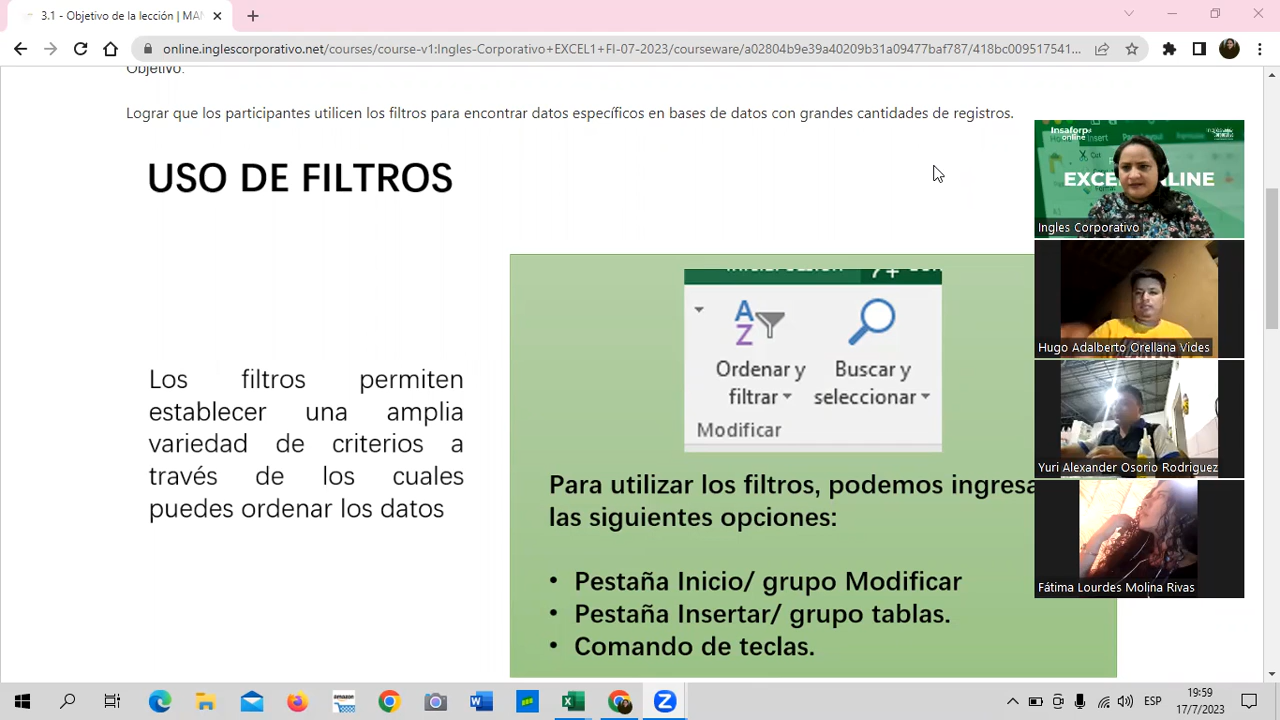 3.1 - Objetivo de la lección | MAN
online.inglescorporativo.net/courses/course-v1:Ingles-Corporativo+EXCEL1+FI-07-2023/courseware/a02804b9e39a40209b31a09477baf7f7/418bc009517541...
Objetivo:
Lograr que los participantes utilicen los filtros para encontrar datos específicos en bases de datos con grandes cantidades de registros.
USO DE FILTROS
Los filtros permiten
establecer una amplia
variedad de criterios a
través de los cuales
puedes ordenar los datos
Ordenar y
filtrar
Buscar y
seleccionar
Modificar
Para utilizar los filtros, podemos ingresa
las siguientes opciones:
• Pestaña Inicio/ grupo Modificar
• Pestaña Insertar/ grupo tablas.
• Comando de teclas.
Insaforp
online
Cut
Ingles Corporativo
Hugo Adalberto Orellana Vides
Yuri Alexander Osorio Rodriguez
Fátima Lourdes Molina Rivas
amazon
ESP
19:59
17/7/2023